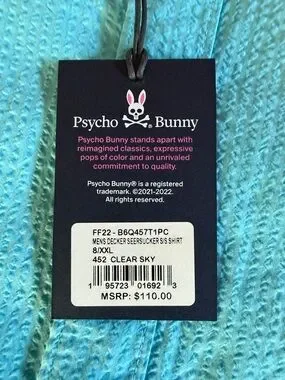 Psycho Bunny
Psycho Bunny stands apart with
reimagined classics, expressive
pops of color and an unrivaled
commitment to quality.
Psycho Bunny® is a registered
trademark. ©2021-2022.
All rights reserved.
FF22 - B6Q457T1PC
MENS DECKER SEERSUCKER S/S SHIRT
8/XXL
452 CLEAR SKY
1 95723 01692 3
MSRP: $110.00